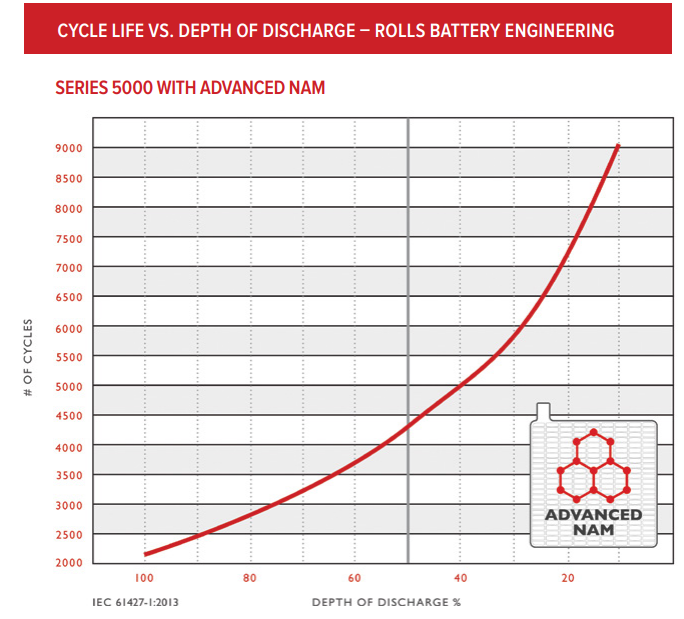 CYCLE LIFE VS. DEPTH OF DISCHARGE – ROLLS BATTERY ENGINEERING
SERIES 5000 WITH ADVANCED NAM
# OF CYCLES
9000
8500
8000
7500
7000
6500
6000
5500
5000
4500
4000
3500
3000
2500
2000
ADVANCED
NAM
100 80 60 40 20
IEC 61427-1:2013 DEPTH OF DISCHARGE %